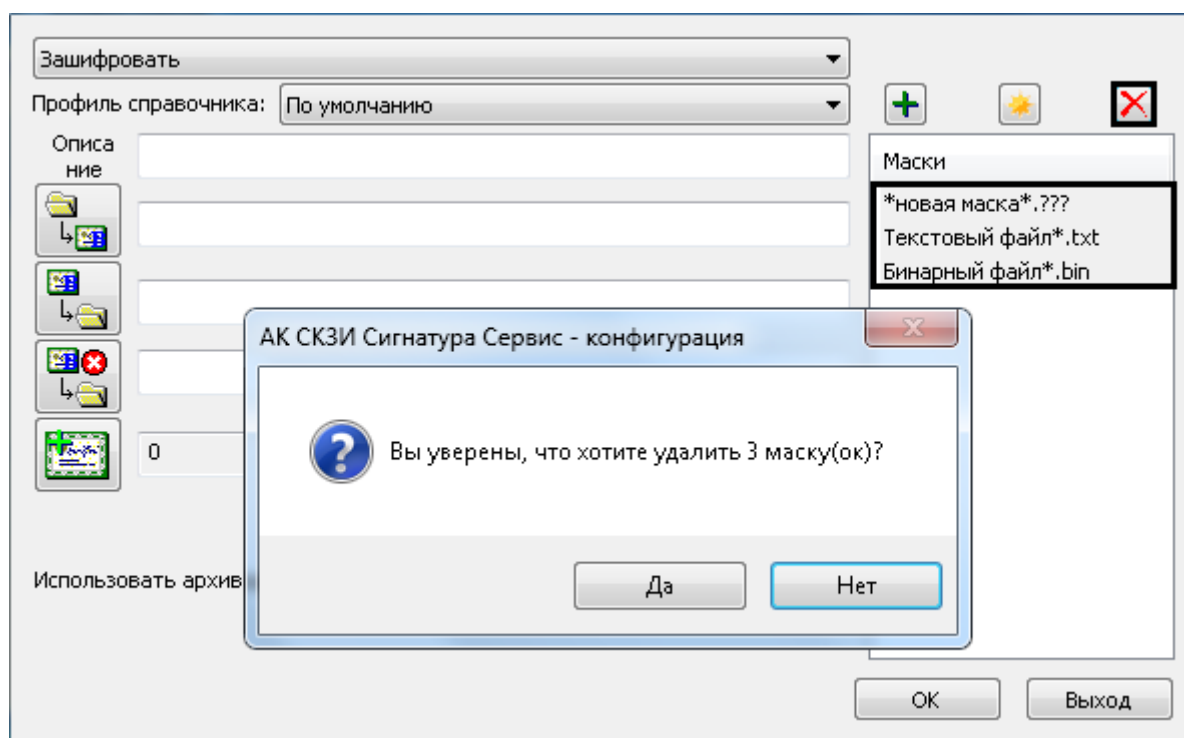 Зашифровать
Профиль справочника: По умолчанию
Описа
ние
Маски
*новая маска*.???
Текстовый файл*.txt
Бинарный файл*.bin
АК СКЗИ Сигнатура Сервис - конфигурация
0
Вы уверены, что хотите удалить 3 маску(ок)?
Использовать архив
Да
Нет
ОК
Выход